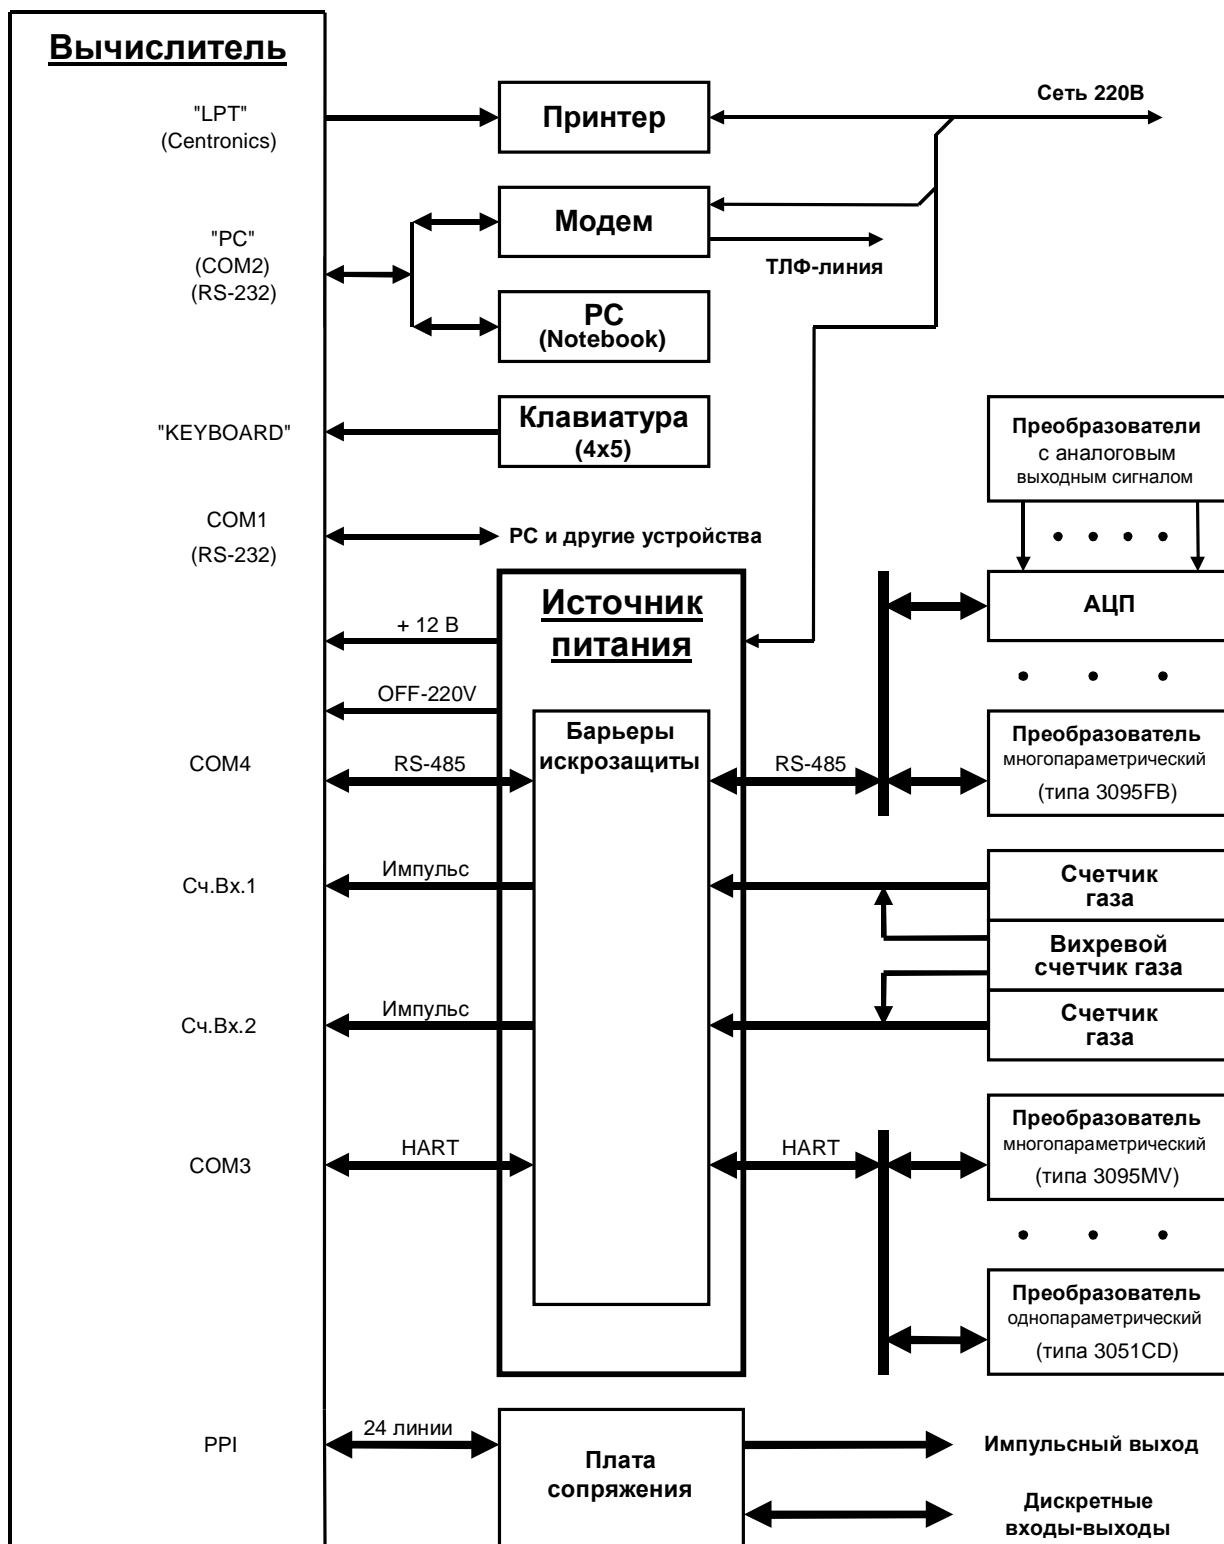 Вычислитель
"LPT"
(Centronics)
Принтер
Сеть 220В
"PC"
(COM2)
(RS-232)
Модем
ТЛФ-линия
PC
(Notebook)
"KEYBOARD"
Клавиатура
(4x5)
Преобразователи
с аналоговым
выходным сигналом
COM1
(RS-232)
PC и другие устройства
Источник
питания
АЦП
+ 12 В
OFF-220V
Барьеры
искрозащиты
COM4
RS-485
RS-485
Преобразователь
многопараметрический
(типа 3095FB)
Сч.Вх.1
Импульс
Счетчик
газа
Вихревой
счетчик газа
Сч.Вх.2
Импульс
Счетчик
газа
COM3
HART
HART
Преобразователь
многопараметрический
(типа 3095MV)
Преобразователь
однопараметрический
(типа 3051CD)
PPI
24 линии
Плата
сопряжения
Импульсный выход
Дискретные
входы-выходы